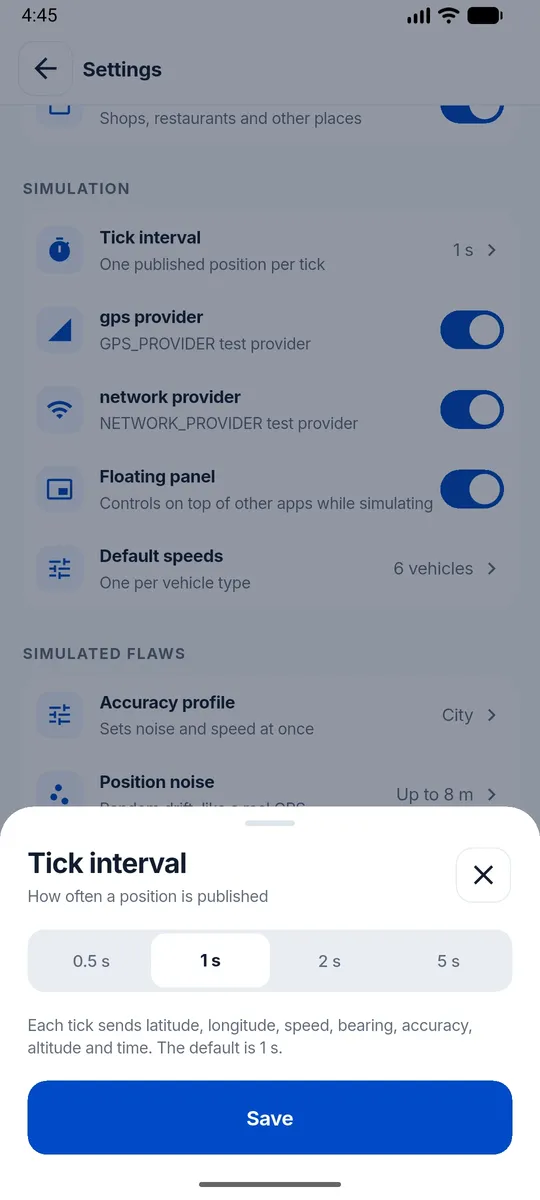 4:45
Settings
Shops, restaurants and other places
SIMULATION
Tick interval
1 s
One published position per tick
gps provider
GPS_PROVIDER test provider
network provider
NETWORK_PROVIDER test provider
Floating panel
Controls on top of other apps while simulating
Default speeds
6 vehicles
One per vehicle type
SIMULATED FLAWS
Accuracy profile
City
Sets noise and speed at once
Position noise
Up to 8 m
Tick interval
How often a position is published
0.5 s
1 s
2 s
5 s
Each tick sends latitude, longitude, speed, bearing, accuracy,
altitude and time. The default is 1 s.
Save